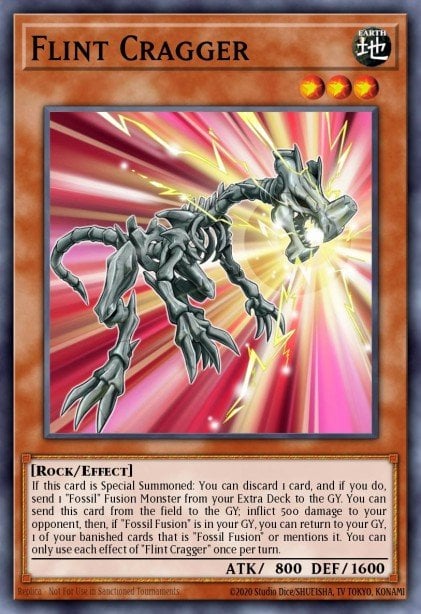 FLINT CRAGGER
EARTH
地
[ROCK/EFFECT]
If this card is Special Summoned: You can discard 1 card, and if you do,
send 1 "Fossil" Fusion Monster from your Extra Deck to the GY. You can
send this card from the field to the GY; inflict 500 damage to your
opponent, then, if "Fossil Fusion" is in your GY, you can return to your GY,
1 of your banished cards that is "Fossil Fusion" or mentions it. You can
only use each effect of "Flint Cragger" once per turn.
ATK/ 800 DEF/1600
Replica - Not For Use in Sanctioned Tournaments
©2020 Studio Dice/SHUEISHA, TV TOKYO, KONAMI